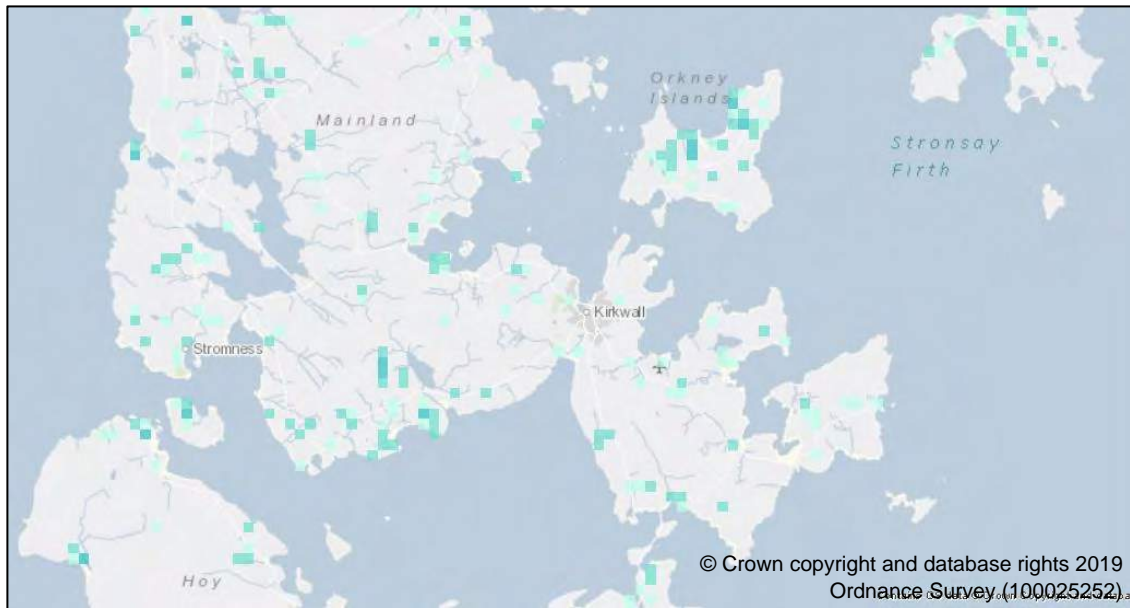 Orkney
Islands
Mainland
Stronsay
Firth
Kirkwall
Stromness
© Crown copyright and database rights 2019
Hoy
Ordnance Survey (100025252)